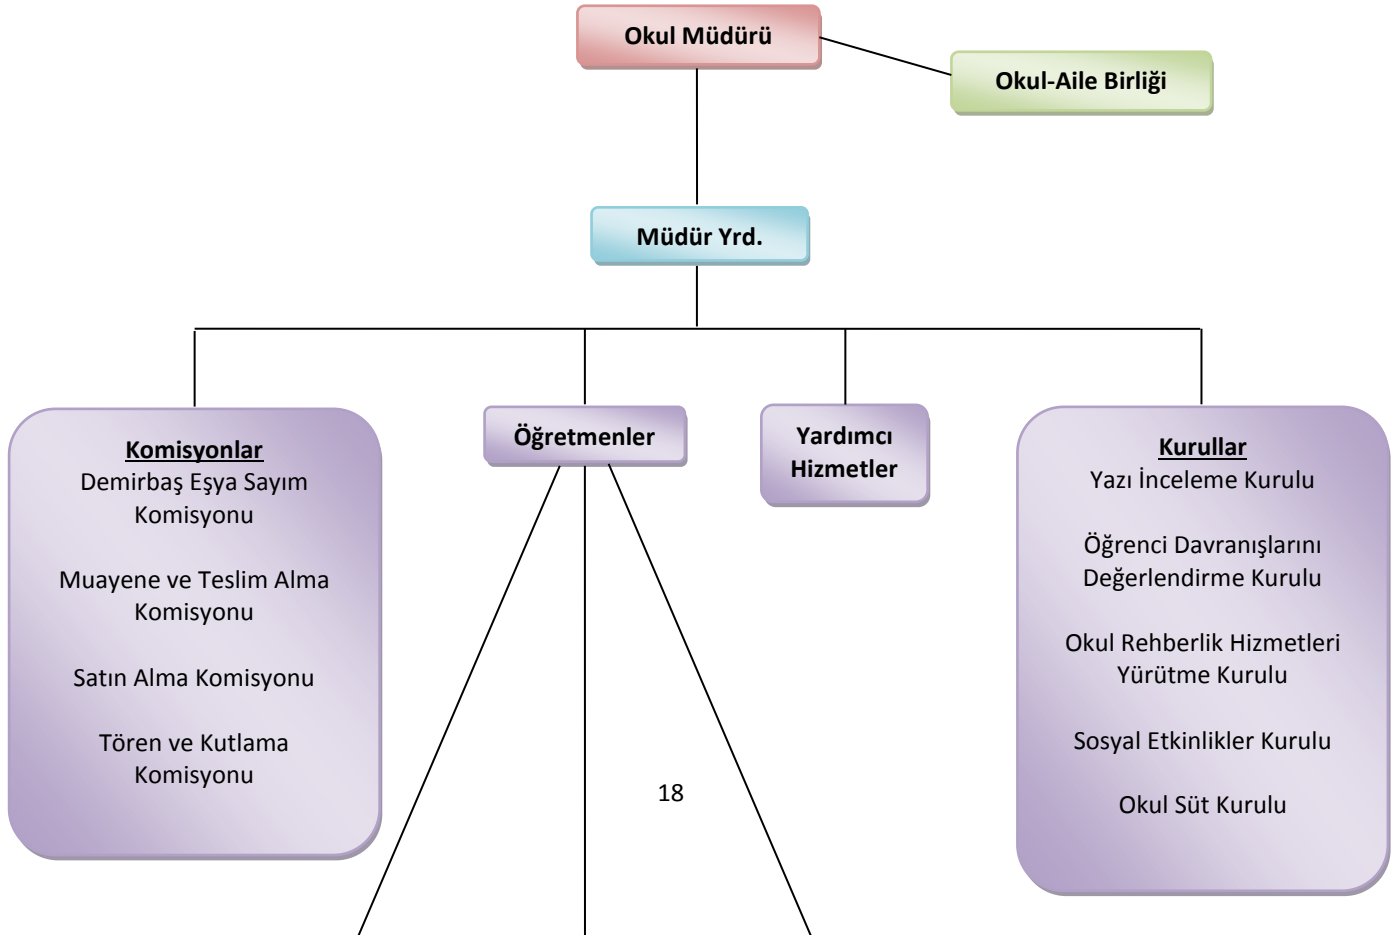 Okul Müdürü
Okul-Aile Birliği
Müdür Yrd.
Komisyonlar
Demirbaş Eşya Sayım
Komisyonu
Muayene ve Teslim Alma
Komisyonu
Satın Alma Komisyonu
Tören ve Kutlama
Komisyonu
Öğretmenler
Yardımcı
Hizmetler
Kurullar
Yazı İnceleme Kurulu
Öğrenci Davranışlarını
Değerlendirme Kurulu
Okul Rehberlik Hizmetleri
Yürütme Kurulu
Sosyal Etkinlikler Kurulu
Okul Süt Kurulu
18